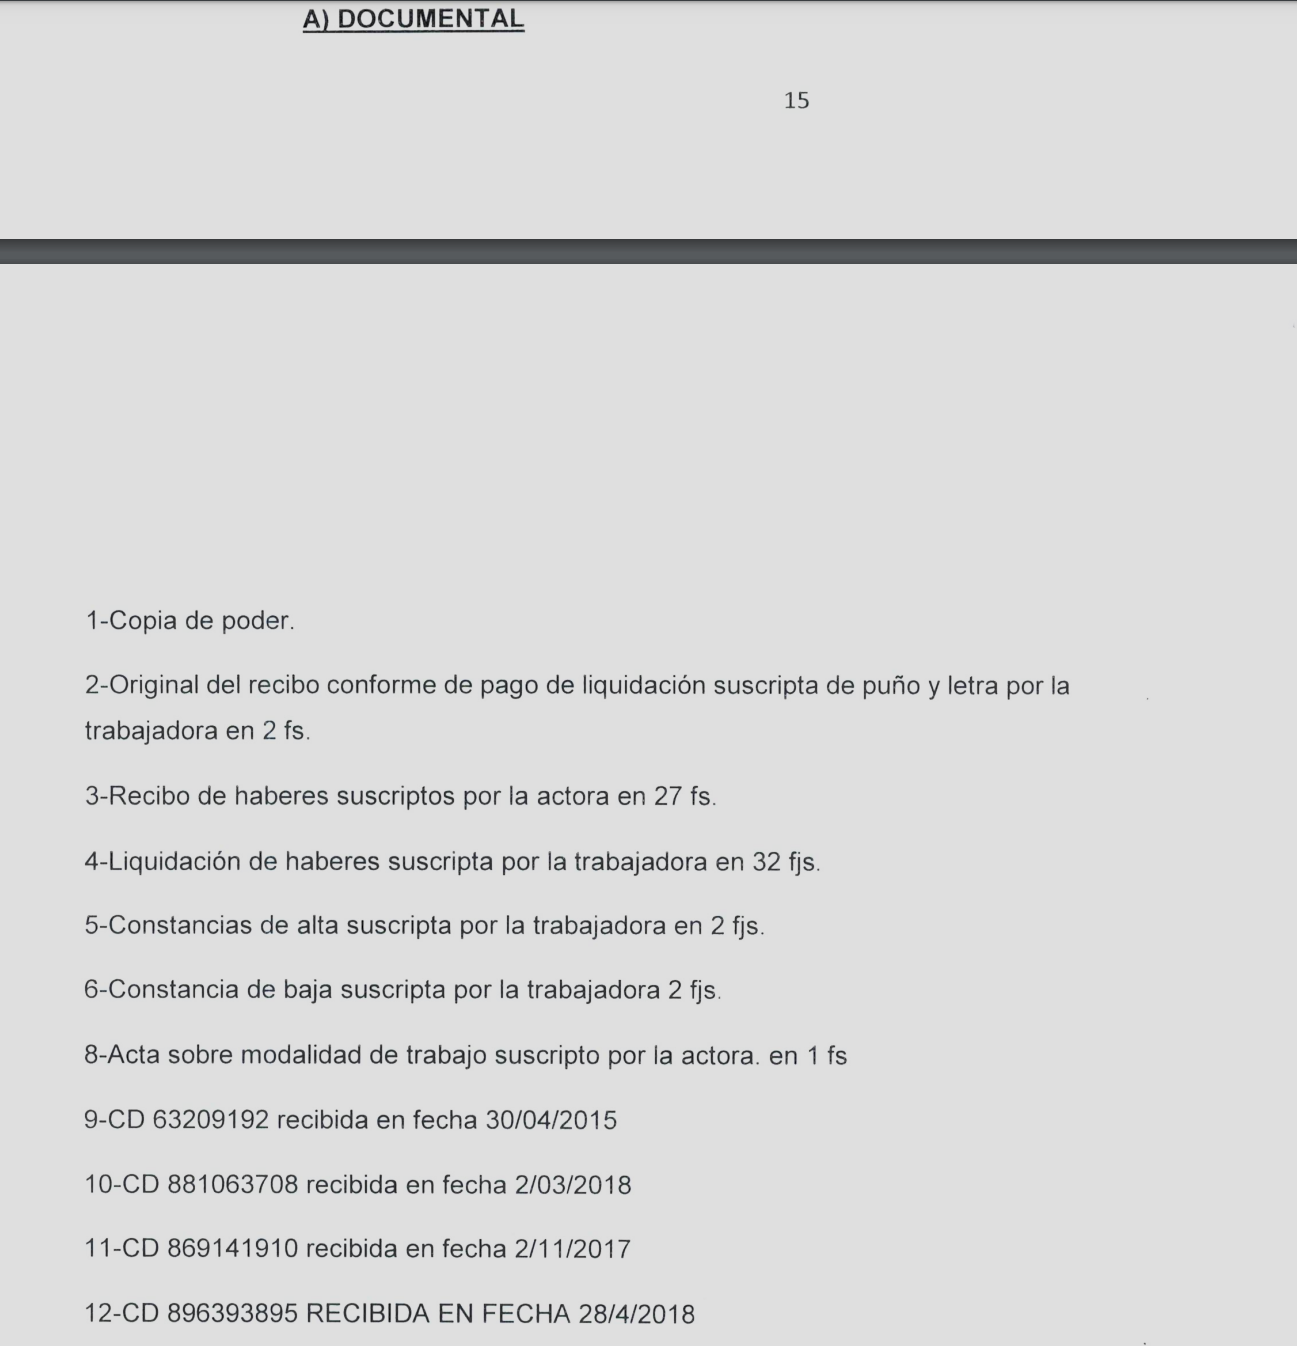 A) DOCUMENTAL
15
1-Copia de poder.
2-Original del recibo conforme de pago de liquidación suscripta de puño y letra por la
trabajadora en 2 fs.
3-Recibo de haberes suscriptos por la actora en 27 fs.
4-Liquidación de haberes suscripta por la trabajadora en 32 fjs.
5-Constancias de alta suscripta por la trabajadora en 2 fjs.
6-Constancia de baja suscripta por la trabajadora 2 fjs.
8-Acta sobre modalidad de trabajo suscripto por la actora. en 1 fs
9-CD 63209192 recibida en fecha 30/04/2015
10-CD 881063708 recibida en fecha 2/03/2018
11-CD 869141910 recibida en fecha 2/11/2017
12-CD 896393895 RECIBIDA EN FECHA 28/4/2018